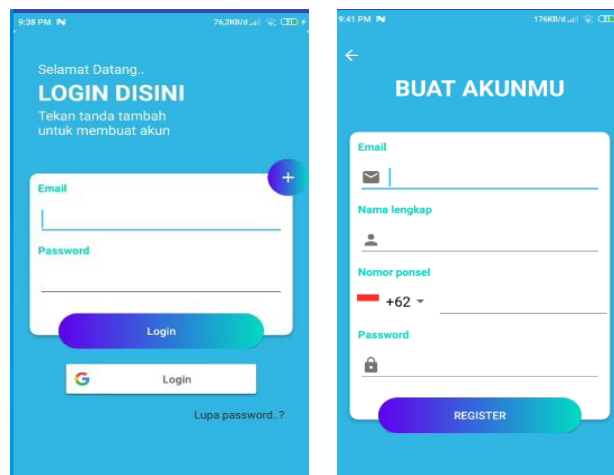 9:38 PM N 76,2KB/d
Selamat Datang..
LOGIN DISINI
Tekan tanda tambah
untuk membuat akun
+
Email
Password
Login
G Login
Lupa password..?
9:41 PM N 176KB/d
BUAT AKUNMU
Email
Nama lengkap
Nomor ponsel
+62
Password
REGISTER